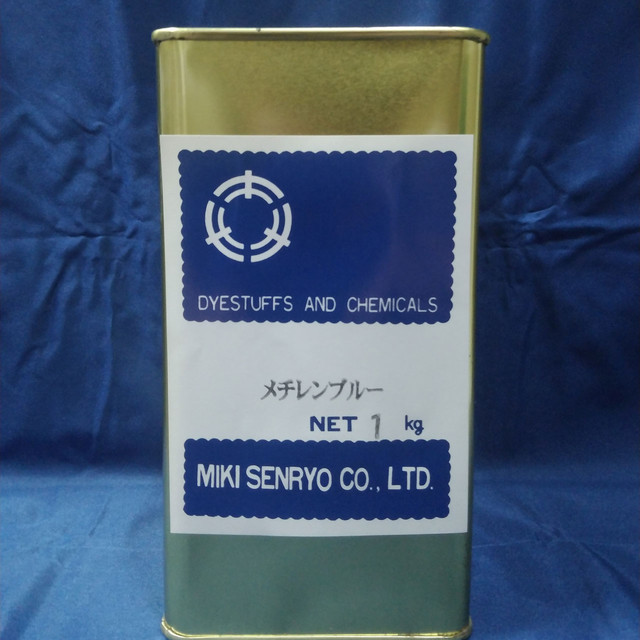 DYESTUFFS AND CHEMICALS
メチレンブルー
NET 1 kg
MIKI SENRYO CO., LTD.